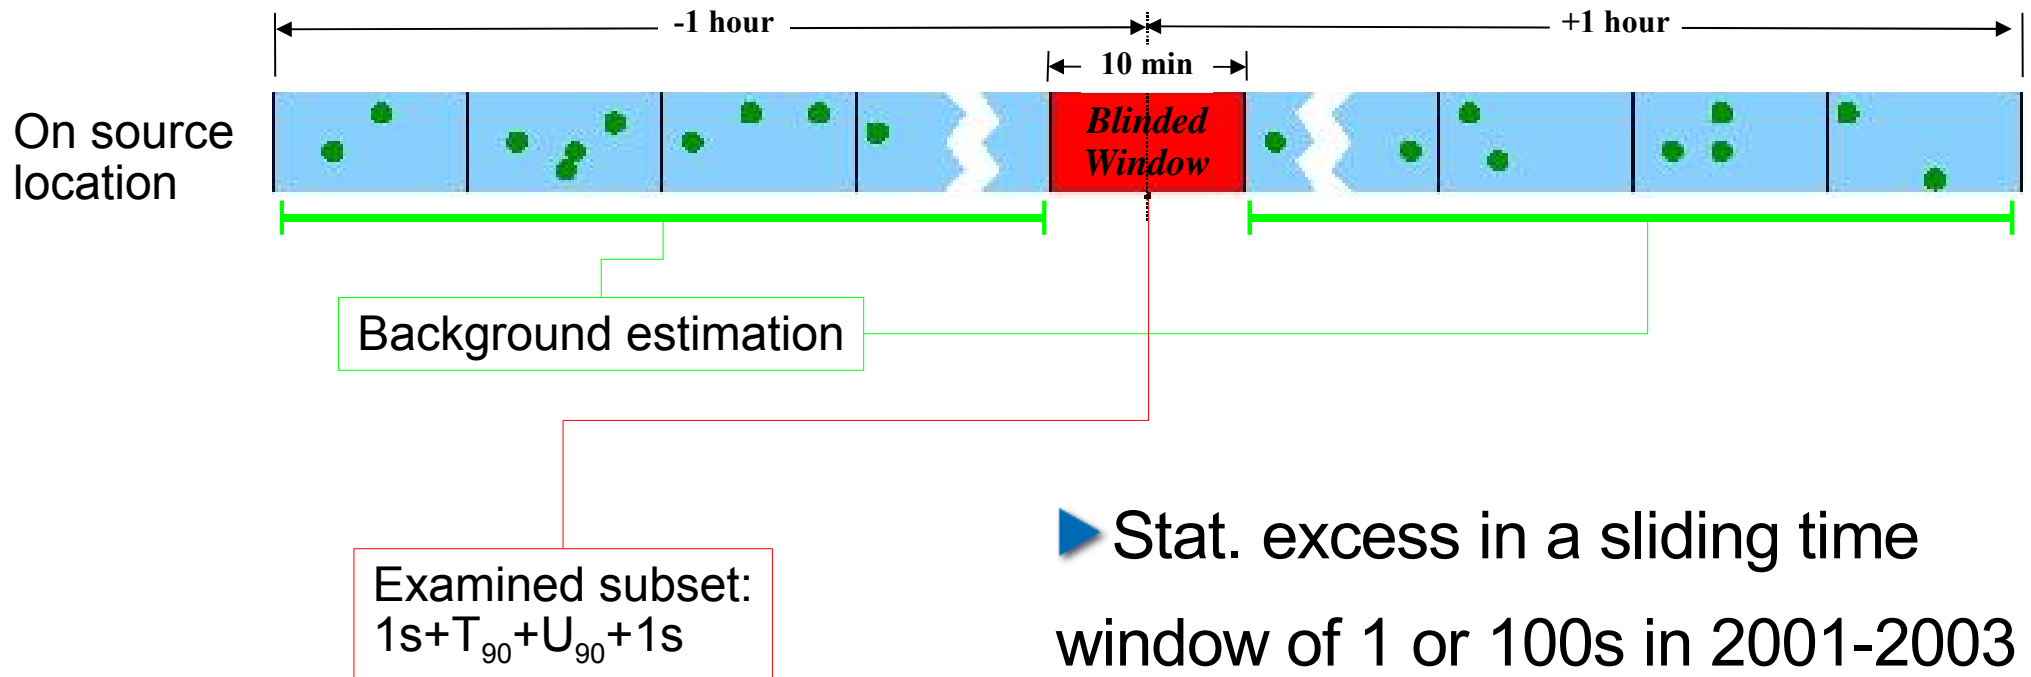 -1 hour
+1 hour
10 min
On source
location
Blinded
Window
Background estimation
Examined subset:
1s+T90+U90+1s
Stat. excess in a sliding time
window of 1 or 100s in 2001-2003